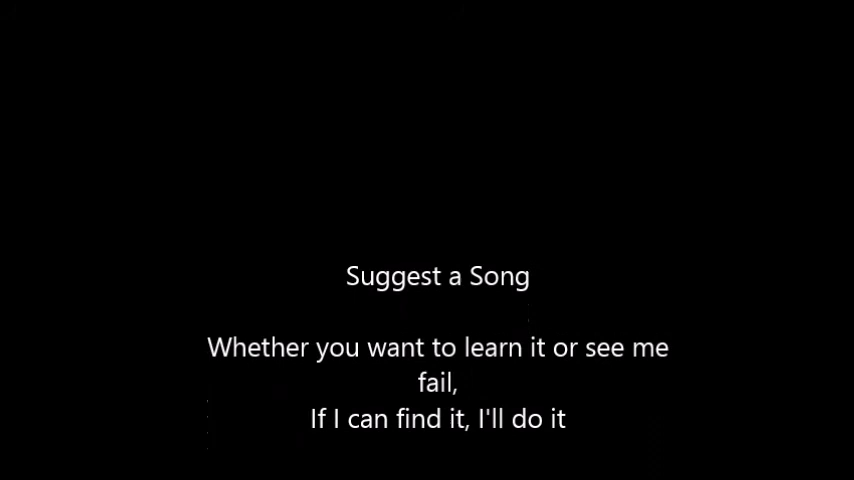 Suggest a Song
Whether you want to learn it or see me
fail,
If I can find it, I'll do it